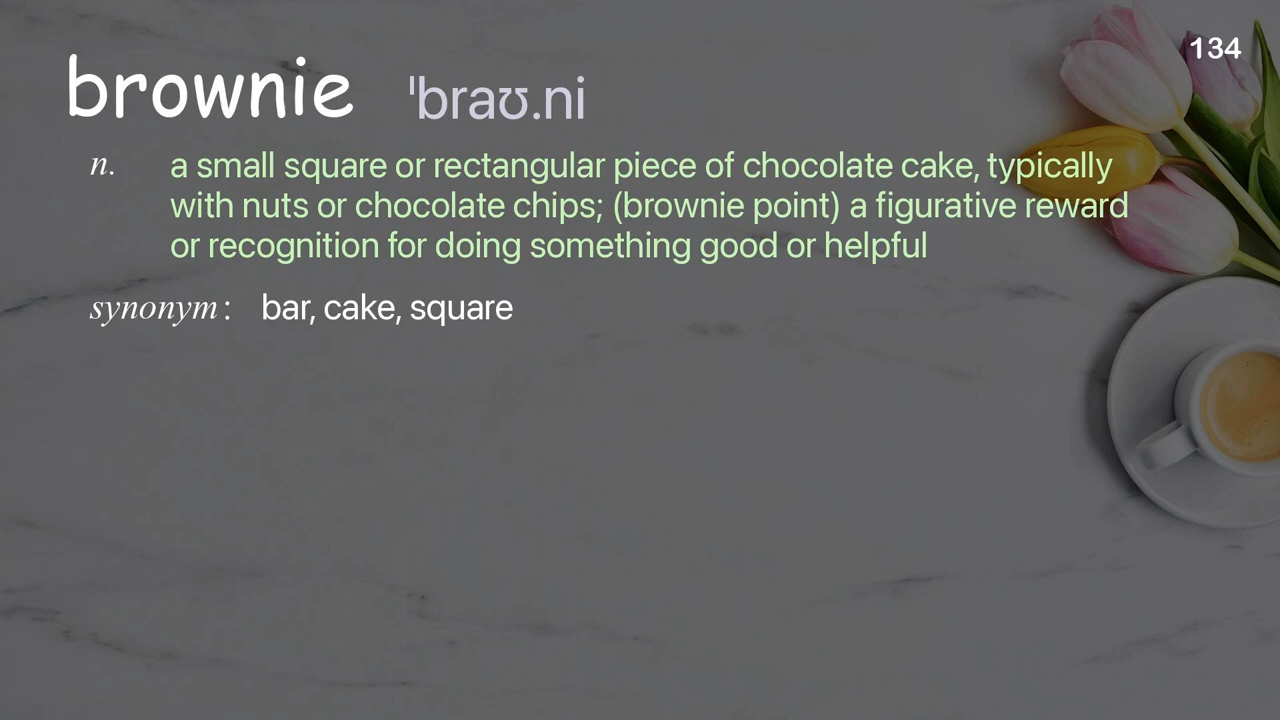 134
brownie ˈbraʊ.ni
n. a small square or rectangular piece of chocolate cake, typically
with nuts or chocolate chips; (brownie point) a figurative reward
or recognition for doing something good or helpful
synonym: bar, cake, square